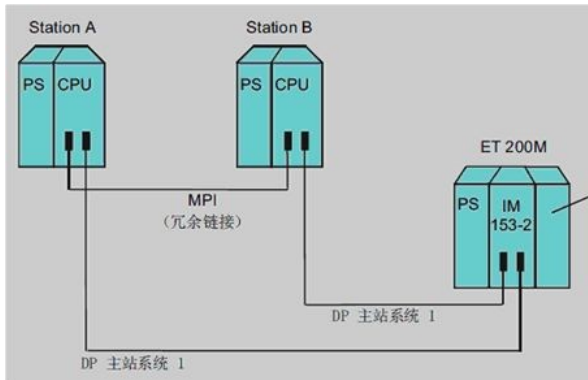 Station A
Station B
PS CPU
PS CPU
ET 200M
MPI
（冗余链接）
PS IM
153-2
DP 主站系统 1
DP 主站系统 1